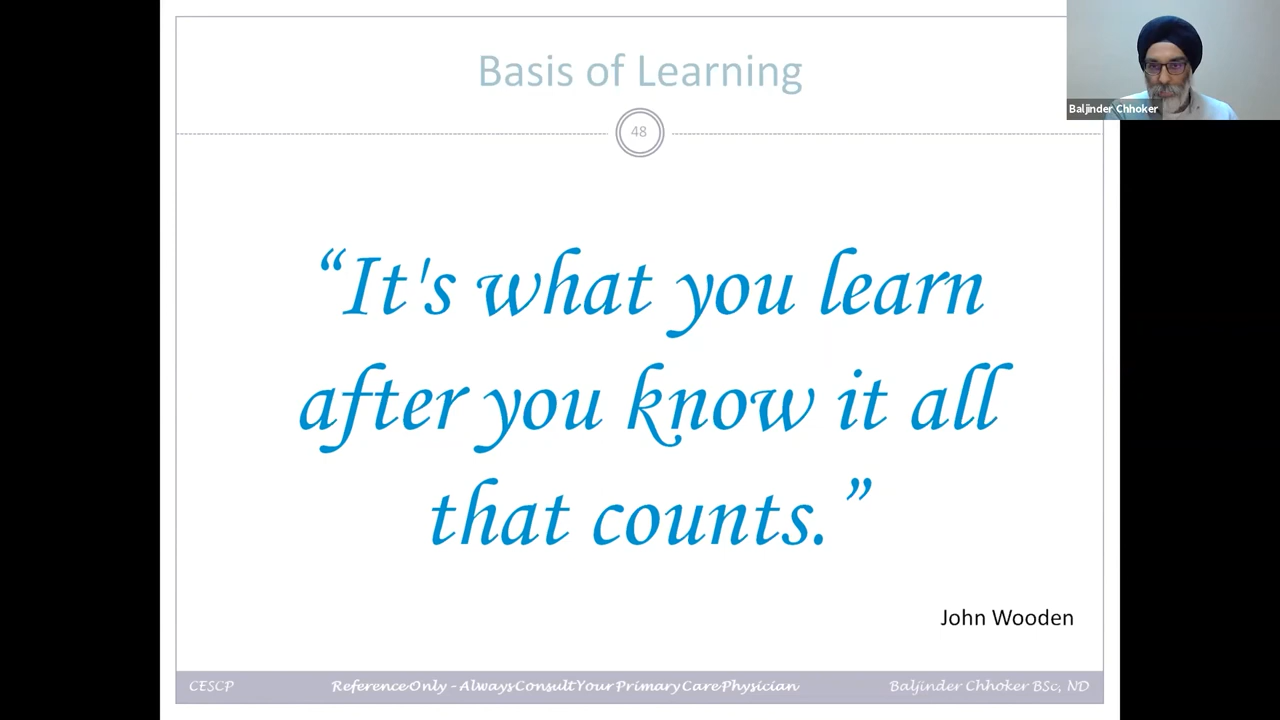 Basis of Learning
Baljinder Chhoker
48
“It's what you learn
after you know it all
that counts.”
John Wooden
CESCP
Reference Only - Always Consult Your Primary Care Physician
Baljinder Chhoker BSc, ND